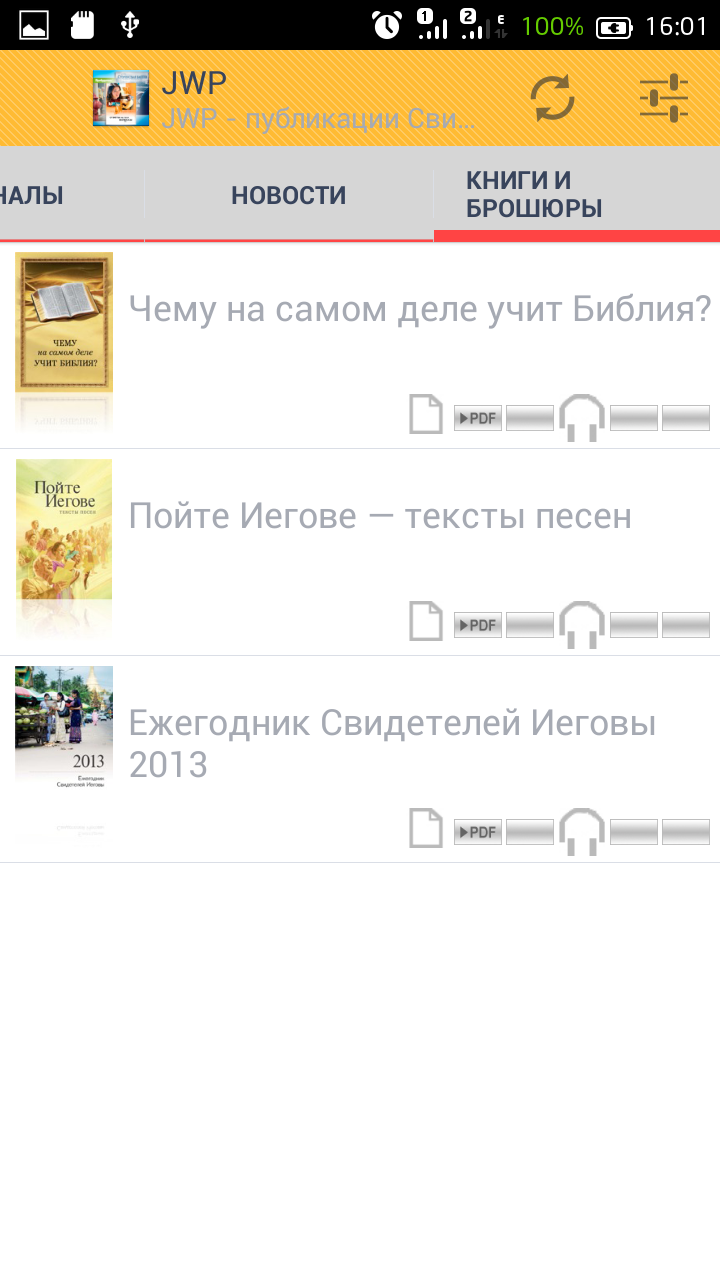 1 2 E 100% 16:01
JWP
JWP - публикации Сви...
НАЛЫ НОВОСТИ КНИГИ И
БРОШЮРЫ
ЧЕМУ
на самом деле
УЧИТ БИБЛИЯ?
Чему на самом деле учит Библия?
PDF
Пойте
Иегове
ТЕКСТЫ ПЕСЕН
Пойте Иегове — тексты песен
PDF
2013
Ежегодник
Свидетелей Иеговы
Ежегодник Свидетелей Иеговы
2013
PDF